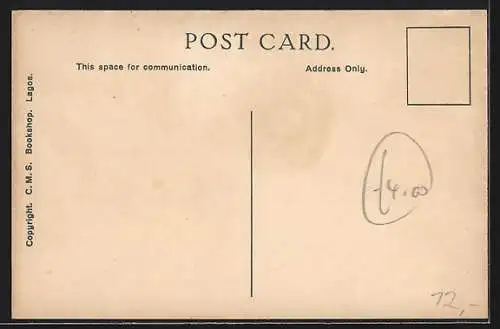 POST CARD.
This space for communication.
Address Only.
Copyright. C. M. S. Bookshop. Lagos.
£4.00
72,-